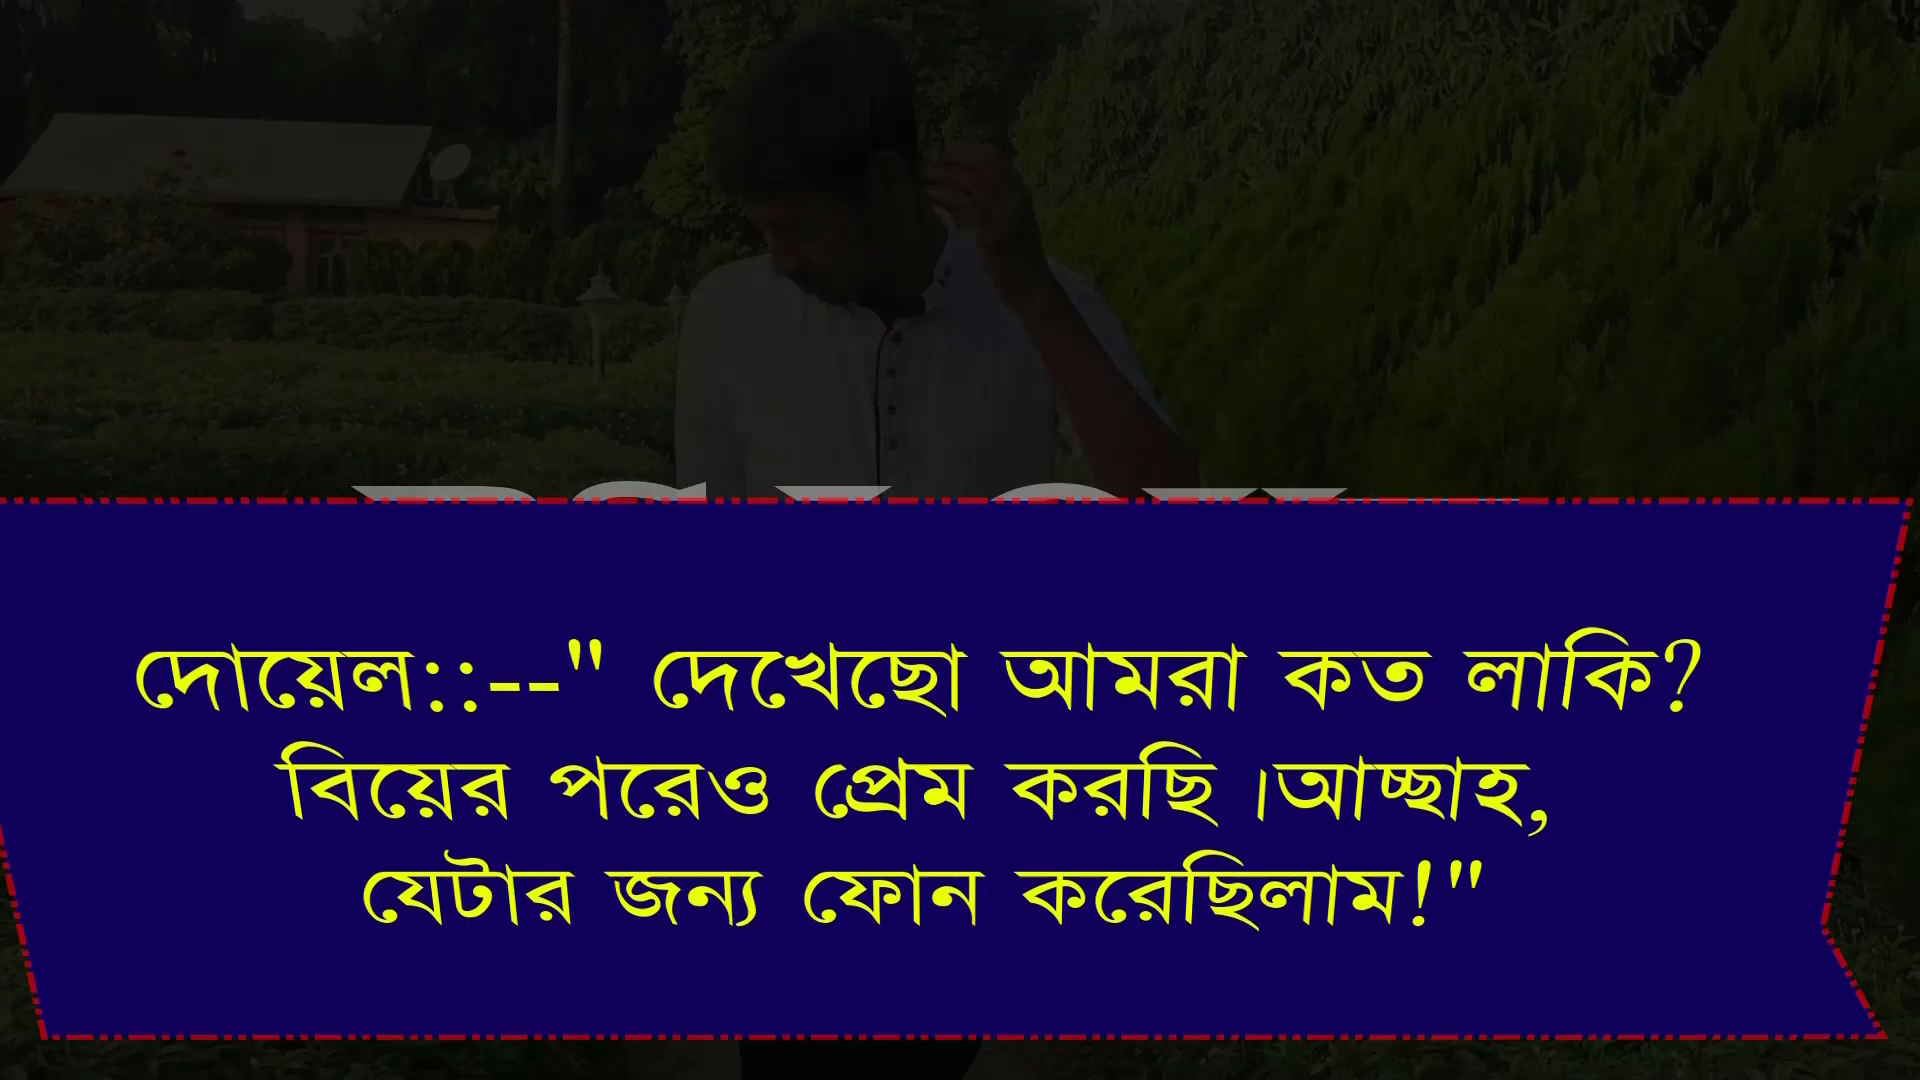 দোয়েল::--" দেখেছো আমরা কত লাকি?
বিয়ের পরেও প্রেম করছি।আচ্ছাহ,
যেটার জন্য ফোন করেছিলাম!"